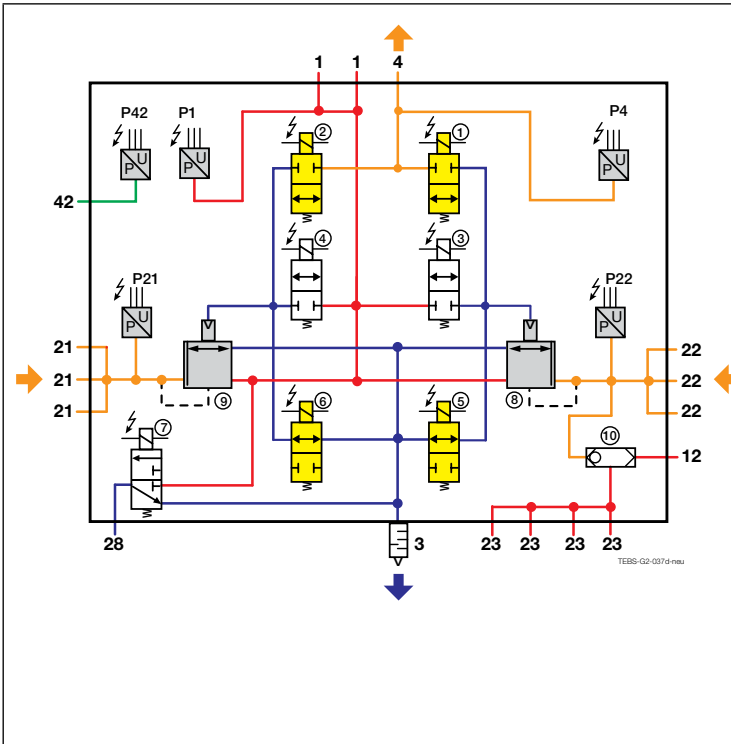 1 1 4
P42 P1 P4
② ①
P U P U P U
42
④ ③
P21 P22
P U P U
21 22
21 22
21 22
⑨ ⑧
⑦ ⑥ ⑤
⑩
12
28 3 23 23 23 23
TEBS-G2-037d-neu